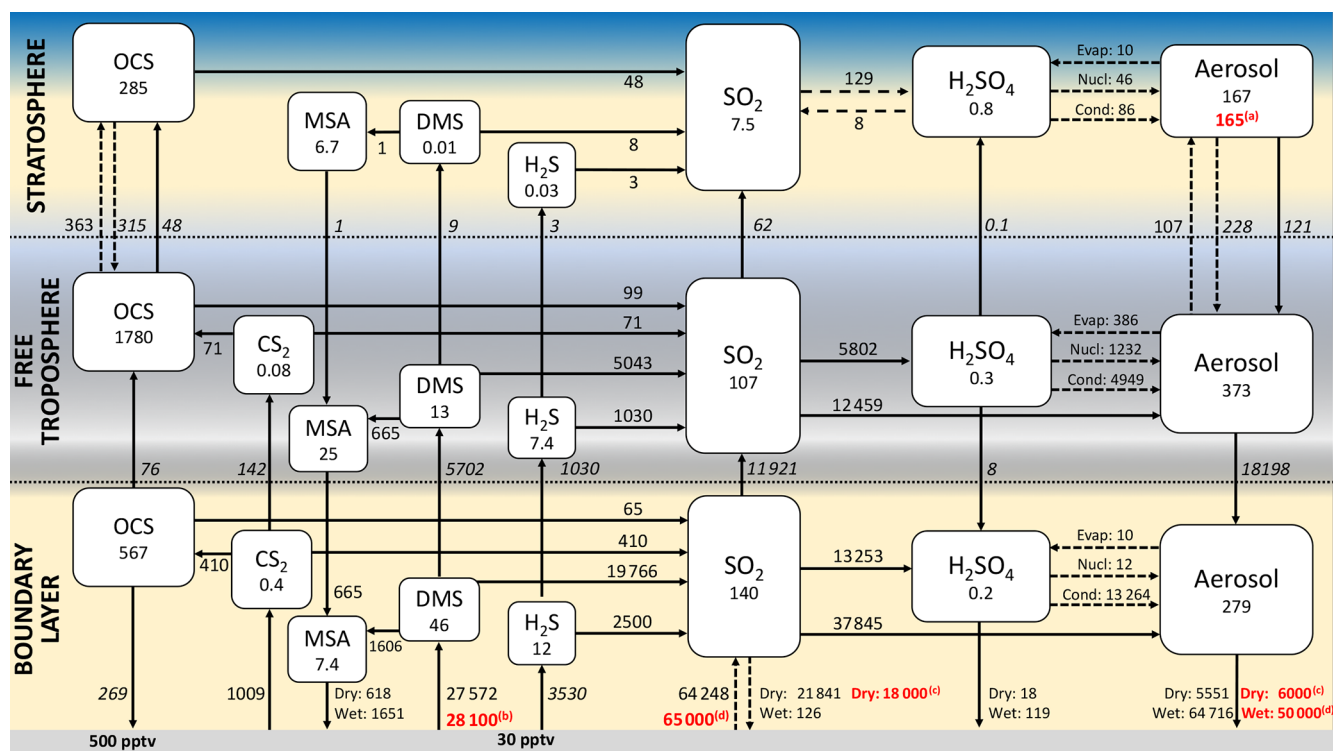 STRATOSPHERE
OCS
285
48
MSA
6.7
1
DMS
0.01
8
H2S
0.03
3
SO2
7.5
129
8
H2SO4
0.8
Evap: 10
Nucl: 46
Cond: 86
Aerosol
167
165(a)
363
315
48
1
9
3
62
0.1
107
228
121
FREE
TROPOSPHERE
OCS
1780
99
71
71
CS2
0.08
5043
DMS
13
665
MSA
25
H2S
7.4
1030
SO2
107
5802
12 459
H2SO4
0.3
Evap: 386
Nucl: 1232
Cond: 4949
Aerosol
373
76
142
5702
1030
11 921
8
18198
BOUNDARY
LAYER
OCS
567
65
410
410
CS2
0.4
19 766
665
DMS
46
1606
MSA
7.4
H2S
12
2500
SO2
140
13 253
37 845
H2SO4
0.2
Evap: 10
Nucl: 12
Cond: 13 264
Aerosol
279
269
1009
Dry: 618
Wet: 1651
27 572
28 100(b)
3530
64 248
65 000(d)
Dry: 21 841
Wet: 126
Dry: 18 000(c)
Dry: 18
Wet: 119
Dry: 5551
Wet: 64 716
Dry: 6000(c)
Wet: 50 000(d)
500 pptv
30 pptv